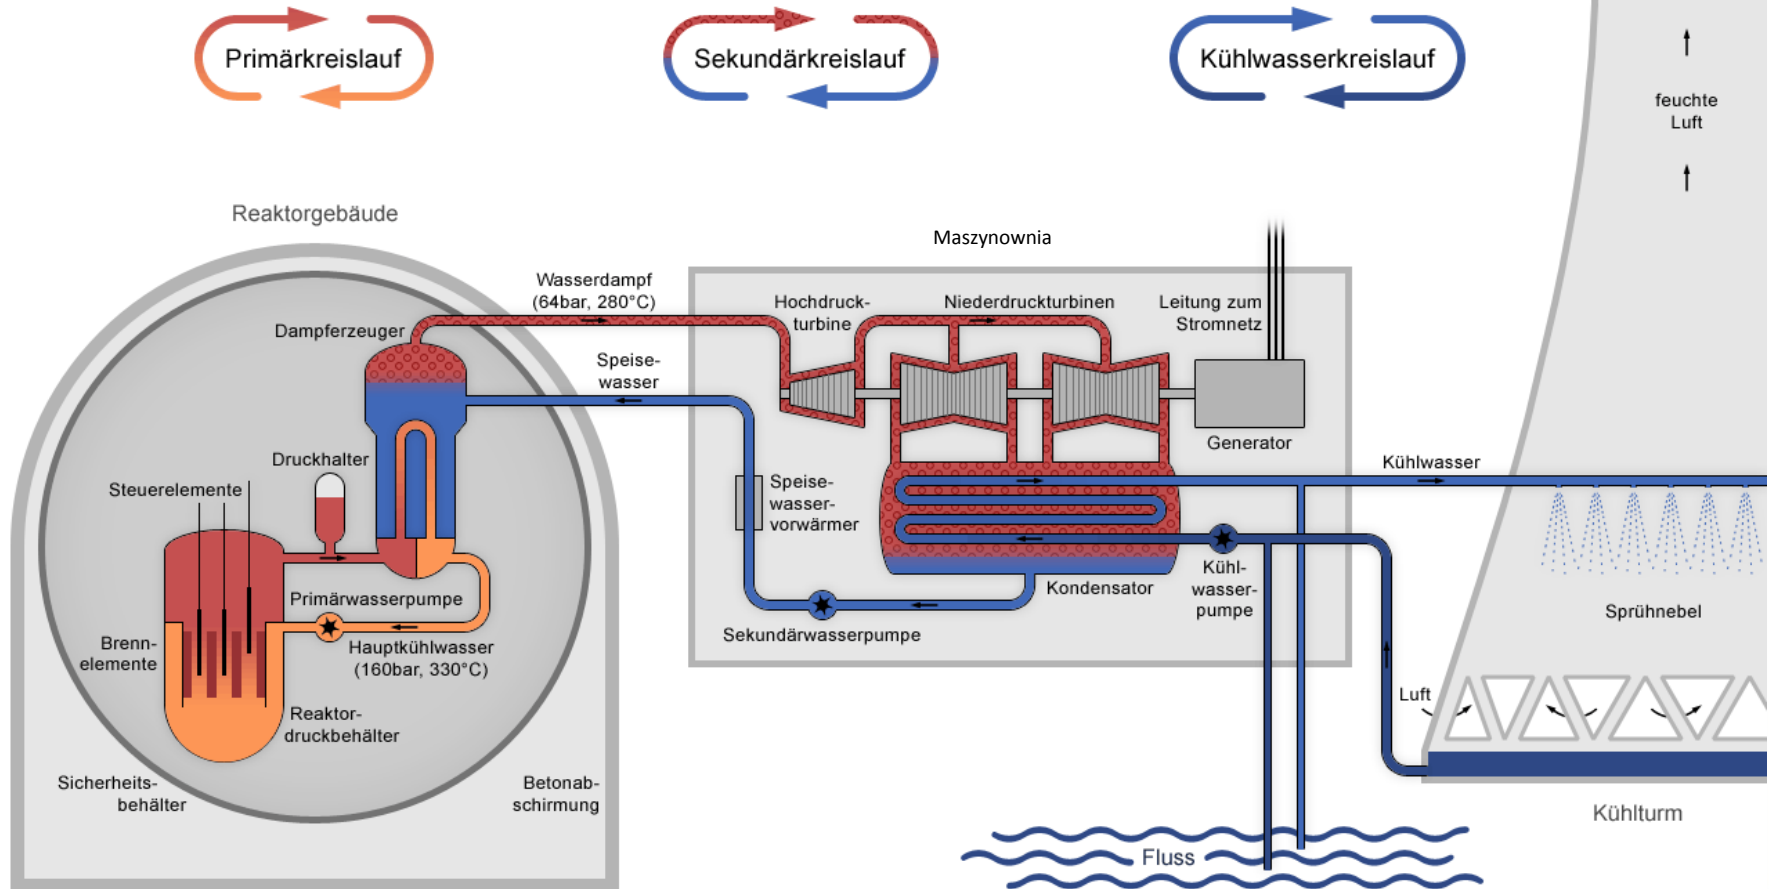 Primärkreislauf
Sekundärkreislauf
Kühlwasserkreislauf
feuchte
Luft
Reaktorgebäude
Maszynownia
Wasserdampf
(64bar, 280°C)
Hochdruck-
turbine
Niederdruckturbinen
Leitung zum
Stromnetz
Dampferzeuger
Speise-
wasser
Generator
Druckhalter
Steuerelemente
Speise-
wasser-
vorwärmer
Kühlwasser
Primärwasserpumpe
Kondensator
Kühl-
wasser-
pumpe
Sprühnebel
Sekundärwasserpumpe
Brenn-
elemente
Hauptkühlwasser
(160bar, 330°C)
Luft
Reaktor-
druckbehälter
Sicherheits-
behälter
Betonab-
schirmung
Kühlturm
Fluss